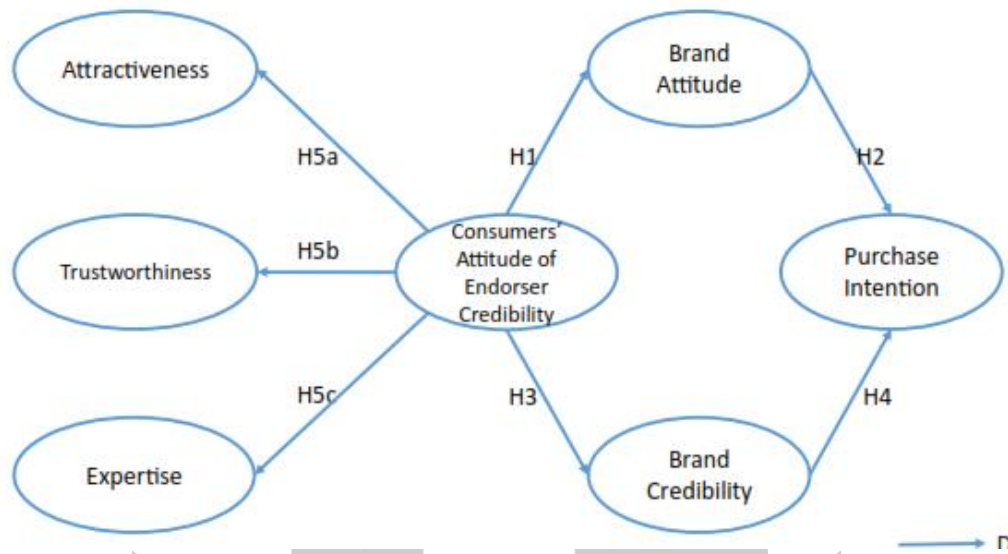 Attractiveness
Brand
Attitude
H5a
H1
H2
Consumers'
Attitude of
Endorser
Credibility
H5b
Trustworthiness
Purchase
Intention
H5c
H3
H4
Expertise
Brand
Credibility